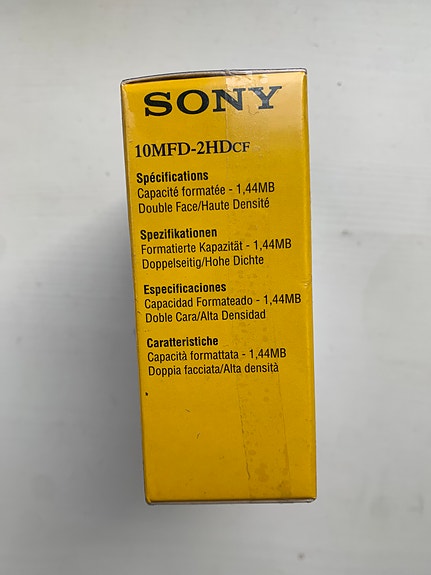 SONY
10MFD-2HDCF
Spécifications
Capacité formatée - 1,44MB
Double Face/Haute Densité
Spezifikationen
Formatierte Kapazität - 1,44MB
Doppelseitig/Hohe Dichte
Especificaciones
Capacidad Formateado - 1,44MB
Doble Cara/Alta Densidad
Caratteristiche
Capacità formattata - 1,44MB
Doppia facciata/Alta densità